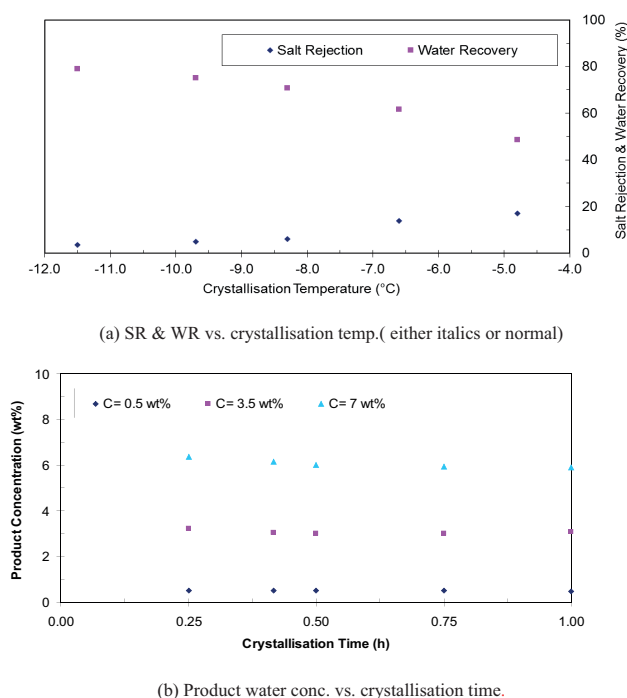 100
Salt Rejection Water Recovery
80
60
40
20
0
Salt Rejection & Water Recovery (%)
-12.0 -11.0 -10.0 -9.0 -8.0 -7.0 -6.0 -5.0 -4.0
Crystallisation Temperature (°C)
(a) SR & WR vs. crystallisation temp.( either italics or normal)
10
C= 0.5 wt% C= 3.5 wt% C= 7 wt%
8
6
4
2
0
Product Concentration (wt%)
0.00 0.25 0.50 0.75 1.00
Crystallisation Time (h)
(b) Product water conc. vs. crystallisation time.